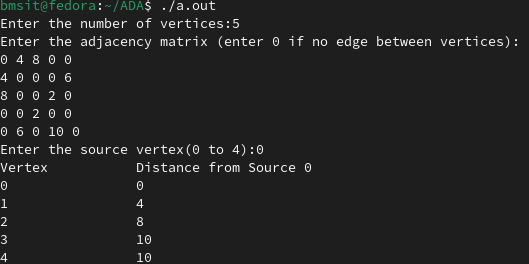 bmsit@fedora:~/ADA$ ./a.out
Enter the number of vertices:5
Enter the adjacency matrix (enter 0 if no edge between vertices):
0 4 8 0 0
4 0 0 0 6
8 0 0 2 0
0 0 2 0 0
0 6 0 10 0
Enter the source vertex(0 to 4):0
Vertex Distance from Source 0
0 0
1 4
2 8
3 10
4 10